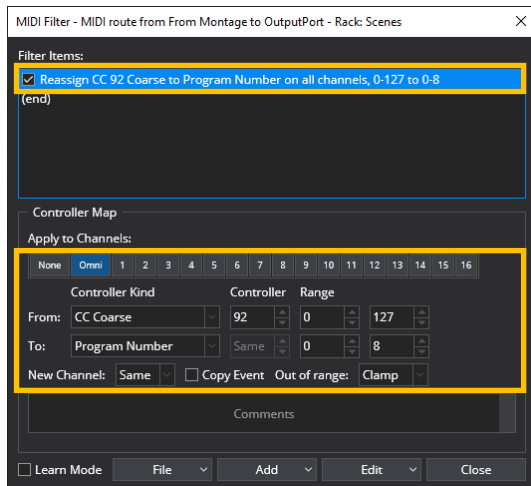 MIDI Filter - MIDI route from From Montage to OutputPort - Rack: Scenes
Filter Items:
Reassign CC 92 Coarse to Program Number on all channels, 0-127 to 0-8
(end)
Controller Map
Apply to Channels:
None Omni 1 2 3 4 5 6 7 8 9 10 11 12 13 14 15 16
Controller Kind Controller Range
From: CC Coarse 92 0 127
To: Program Number Same 0 8
New Channel: Same Copy Event Out of range: Clamp
Comments
Learn Mode File Add Edit Close